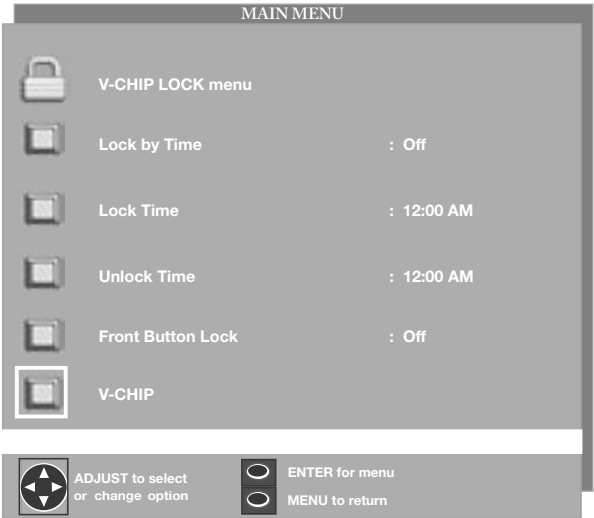 MAIN MENU
V-CHIP LOCK menu
Lock by Time : Off
Lock Time : 12:00 AM
Unlock Time : 12:00 AM
Front Button Lock : Off
V-CHIP
ADJUST to select
or change option
ENTER for menu
MENU to return